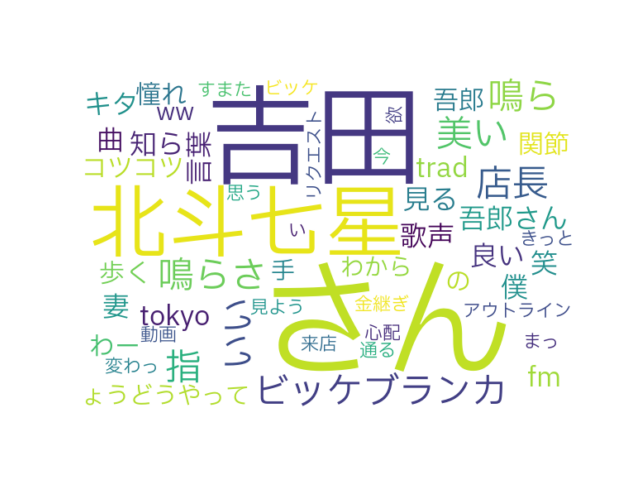 すまた ビッケ
キタ 憧れ 吉田 欲 吾郎 鳴ら
ww リクエスト
曲 知ら 言葉 今 美い 関節
コツコツ trad 店長
北斗七星 思う 見る 吾郎さん
い 歌声 良い きっと
歩く 鳴らさ 手 さん わから の 笑
妻 tokyo 見よう 金継ぎ 僕 アウトライン
わー 動画 来店 心配 まっ
変わっ 指 通る fm
ょうどうやって ビッケブランカ